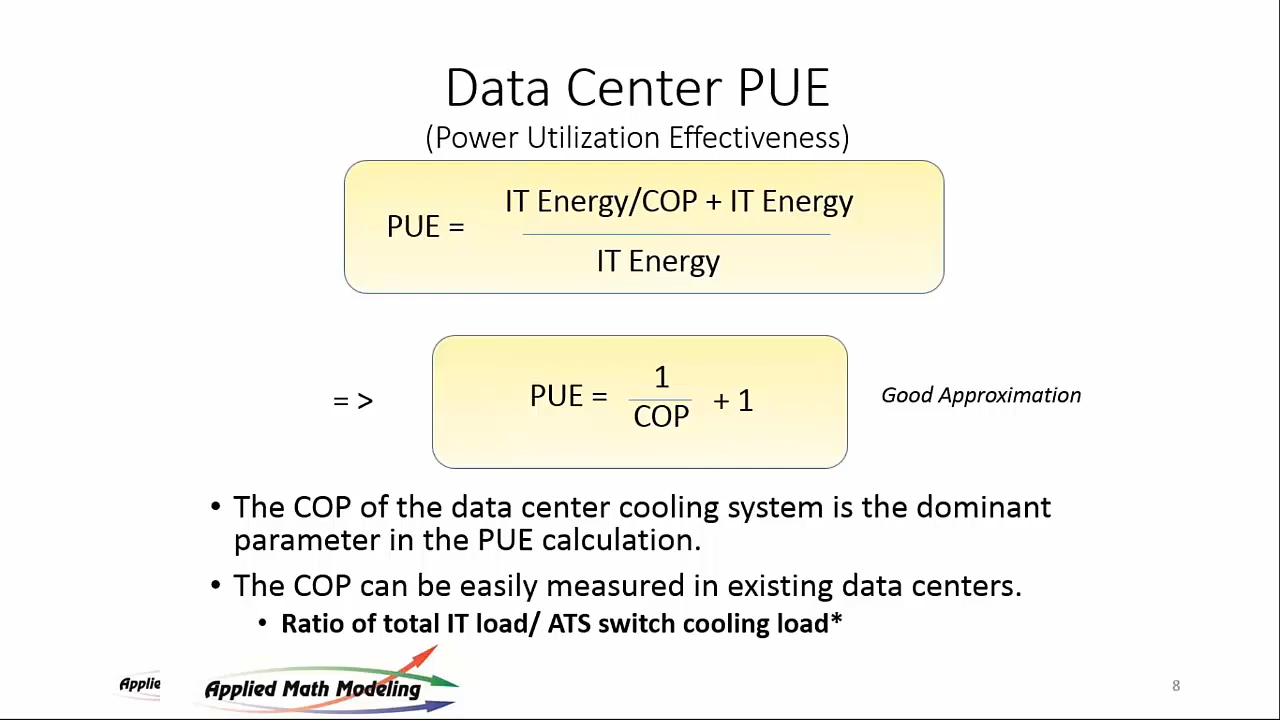 Data Center PUE
(Power Utilization Effectiveness)
IT Energy/COP + IT Energy
PUE =
IT Energy
1
PUE =
+ 1
COP
= >
Good Approximation
• The COP of the data center cooling system is the dominant
parameter in the PUE calculation.
• The COP can be easily measured in existing data centers.
• Ratio of total IT load/ ATS switch cooling load*
Applie
Applied Math Modeling
8